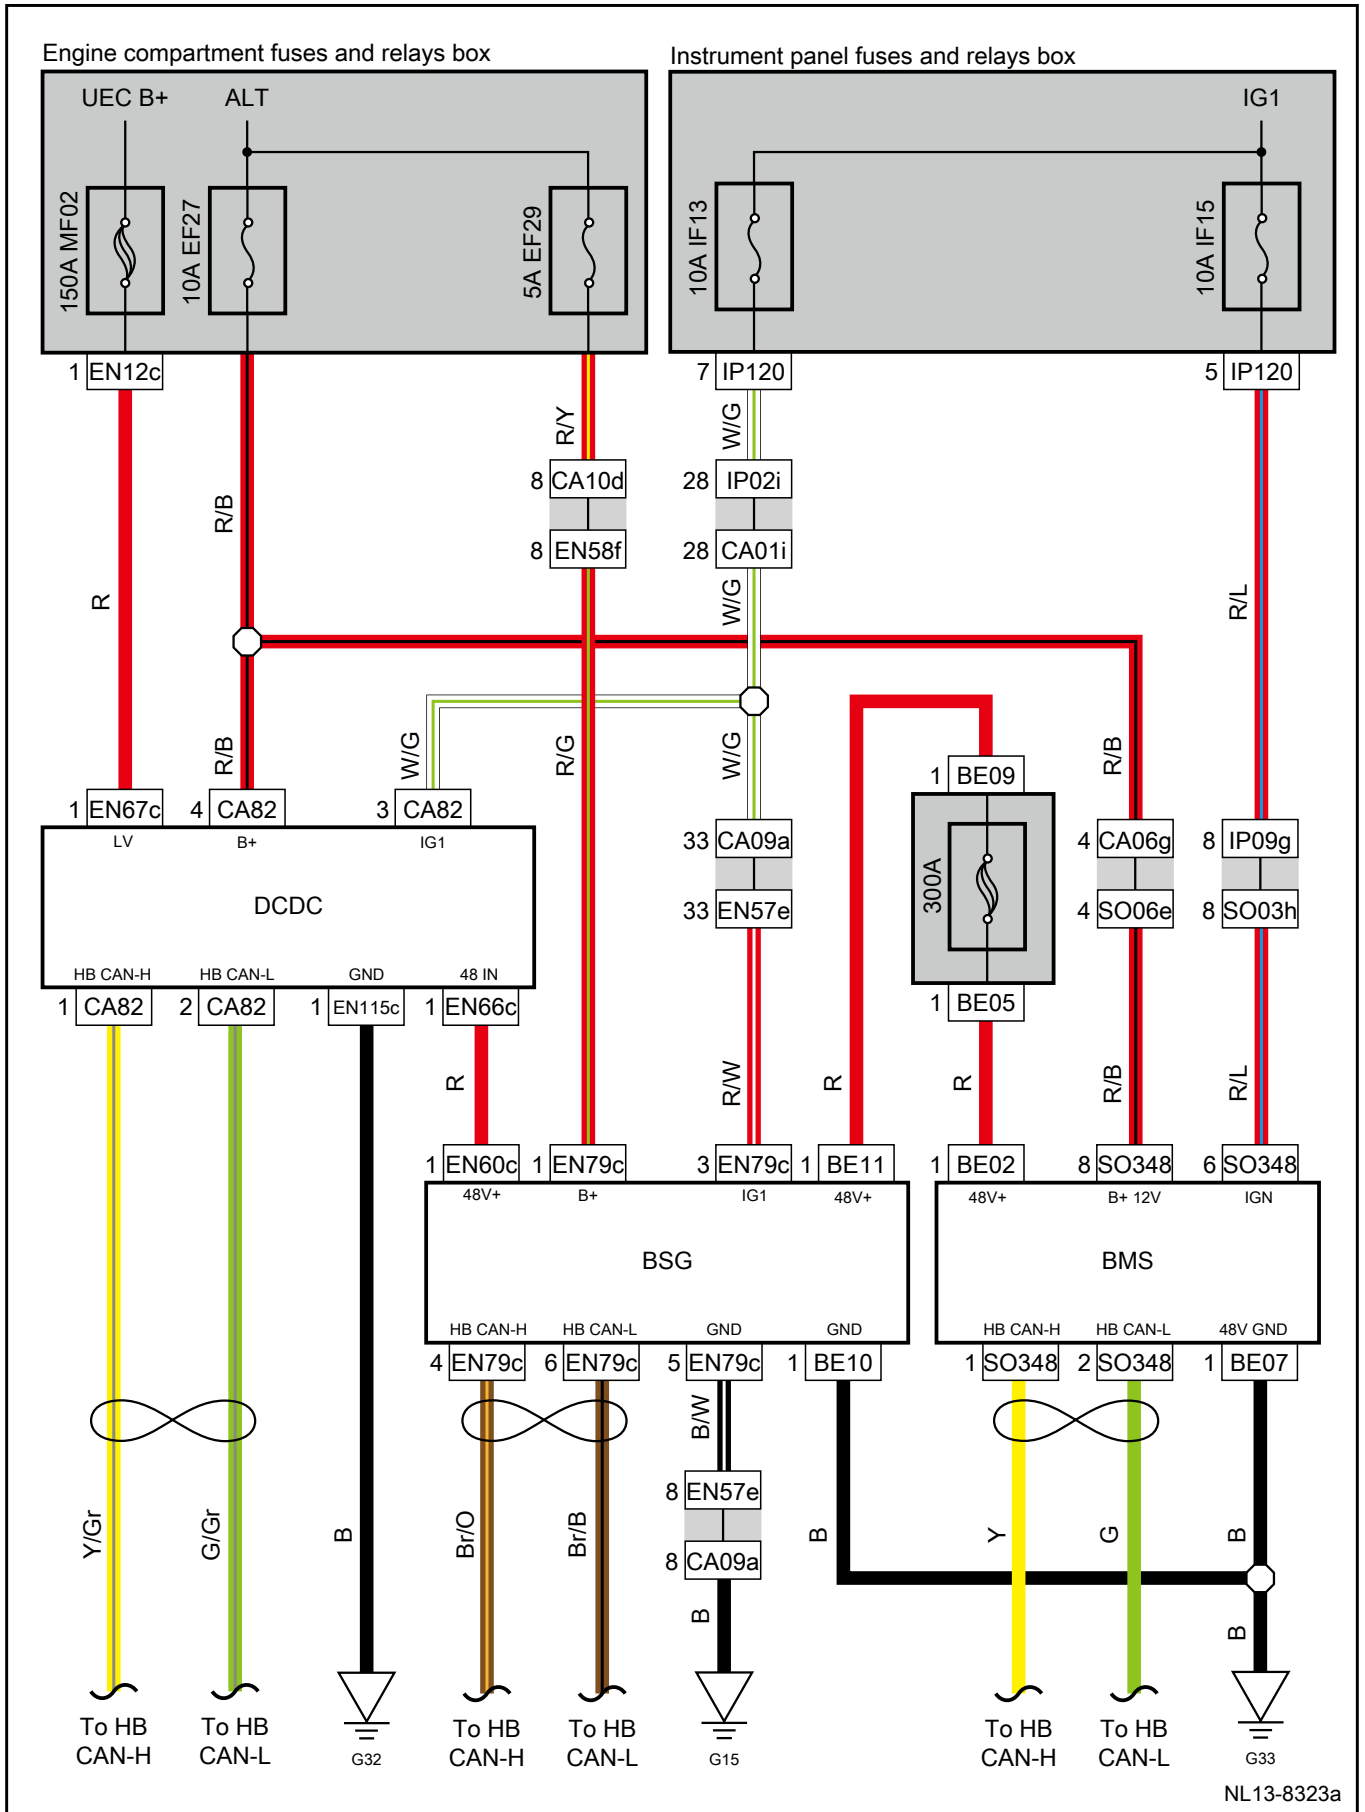 Engine compartment fuses and relays box
Instrument panel fuses and relays box
UEC B+
ALT
IG1
150A MF02
10A EF27
5A EF29
10A IF13
10A IF15
1 EN12c
7 IP120
5 IP120
R/Y
W/G
8 CA10d
28 IP02i
R/B
8 EN58f
28 CA01i
R
W/G
R/L
R/B
W/G
R/G
W/G
R/B
1 BE09
1 EN67c
4 CA82
3 CA82
LV
B+
IG1
33 CA09a
4 CA06g
8 IP09g
300A
DCDC
33 EN57e
4 SO06e
8 SO03h
HB CAN-H
HB CAN-L
GND
48 IN
1 CA82
2 CA82
1 EN115c
1 EN66c
1 BE05
R
R/W
R
R
R/B
R/L
1 EN60c
1 EN79c
3 EN79c
1 BE11
1 BE02
8 SO348
6 SO348
48V+
B+
IG1
48V+
48V+
B+ 12V
IGN
BSG
BMS
HB CAN-H
HB CAN-L
GND
GND
HB CAN-H
HB CAN-L
48V GND
4 EN79c
6 EN79c
5 EN79c
1 BE10
1 SO348
2 SO348
1 BE07
B/W
8 EN57e
Y/Gr
G/Gr
B
Br/O
Br/B
B
Y
G
B
8 CA09a
B
B
To HB
CAN-H
To HB
CAN-L
G32
To HB
CAN-H
To HB
CAN-L
G15
To HB
CAN-H
To HB
CAN-L
G33
NL13-8323a